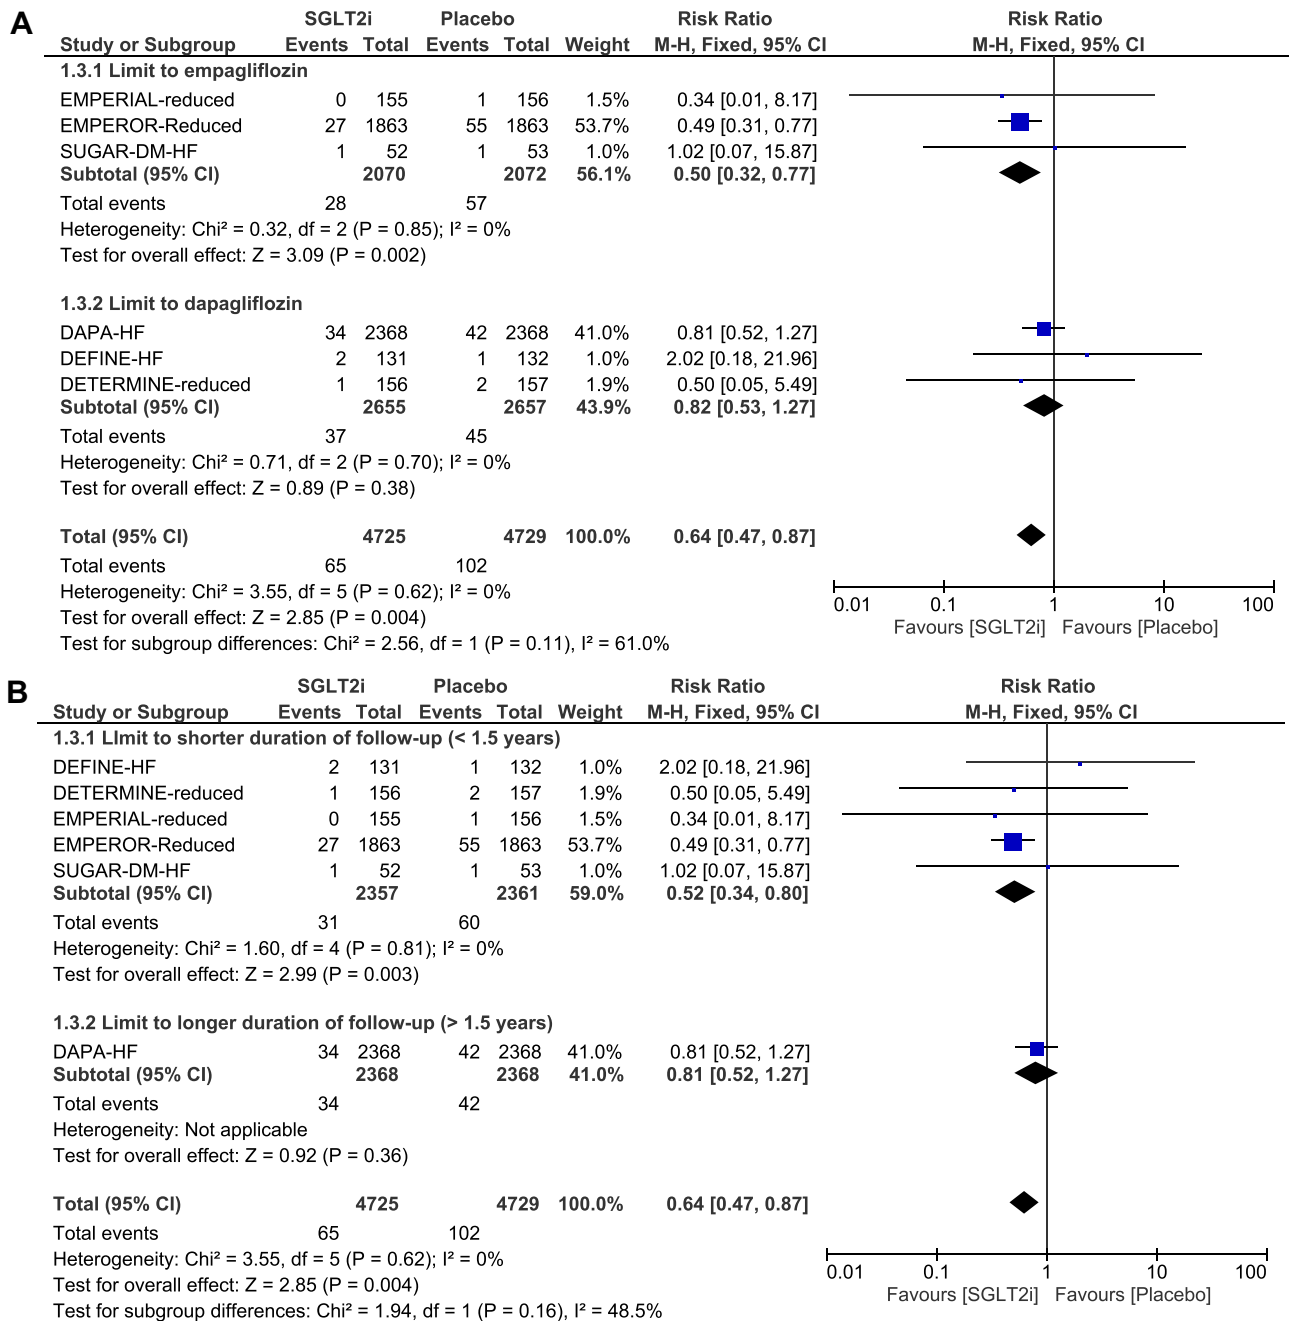 A
SGLT2i Placebo Risk Ratio Risk Ratio
Study or Subgroup Events Total Events Total Weight M-H, Fixed, 95% CI M-H, Fixed, 95% CI
1.3.1 Limit to empagliflozin
EMPERIAL-reduced 0 155 1 156 1.5% 0.34 [0.01, 8.17]
EMPEROR-Reduced 27 1863 55 1863 53.7% 0.49 [0.31, 0.77]
SUGAR-DM-HF 1 52 1 53 1.0% 1.02 [0.07, 15.87]
Subtotal (95% CI) 2070 2072 56.1% 0.50 [0.32, 0.77]
Total events 28 57
Heterogeneity: Chi² = 0.32, df = 2 (P = 0.85); I² = 0%
Test for overall effect: Z = 3.09 (P = 0.002)
1.3.2 Limit to dapagliflozin
DAPA-HF 34 2368 42 2368 41.0% 0.81 [0.52, 1.27]
DEFINE-HF 2 131 1 132 1.0% 2.02 [0.18, 21.96]
DETERMINE-reduced 1 156 2 157 1.9% 0.50 [0.05, 5.49]
Subtotal (95% CI) 2655 2657 43.9% 0.82 [0.53, 1.27]
Total events 37 45
Heterogeneity: Chi² = 0.71, df = 2 (P = 0.70); I² = 0%
Test for overall effect: Z = 0.89 (P = 0.38)
Total (95% CI) 4725 4729 100.0% 0.64 [0.47, 0.87]
Total events 65 102
Heterogeneity: Chi² = 3.55, df = 5 (P = 0.62); I² = 0%
Test for overall effect: Z = 2.85 (P = 0.004)
Test for subgroup differences: Chi² = 2.56, df = 1 (P = 0.11), I² = 61.0%
0.01 0.1 1 10 100
Favours [SGLT2i] Favours [Placebo]
B
SGLT2i Placebo Risk Ratio Risk Ratio
Study or Subgroup Events Total Events Total Weight M-H, Fixed, 95% CI M-H, Fixed, 95% CI
1.3.1 LImit to shorter duration of follow-up (< 1.5 years)
DEFINE-HF 2 131 1 132 1.0% 2.02 [0.18, 21.96]
DETERMINE-reduced 1 156 2 157 1.9% 0.50 [0.05, 5.49]
EMPERIAL-reduced 0 155 1 156 1.5% 0.34 [0.01, 8.17]
EMPEROR-Reduced 27 1863 55 1863 53.7% 0.49 [0.31, 0.77]
SUGAR-DM-HF 1 52 1 53 1.0% 1.02 [0.07, 15.87]
Subtotal (95% CI) 2357 2361 59.0% 0.52 [0.34, 0.80]
Total events 31 60
Heterogeneity: Chi² = 1.60, df = 4 (P = 0.81); I² = 0%
Test for overall effect: Z = 2.99 (P = 0.003)
1.3.2 Limit to longer duration of follow-up (> 1.5 years)
DAPA-HF 34 2368 42 2368 41.0% 0.81 [0.52, 1.27]
Subtotal (95% CI) 2368 2368 41.0% 0.81 [0.52, 1.27]
Total events 34 42
Heterogeneity: Not applicable
Test for overall effect: Z = 0.92 (P = 0.36)
Total (95% CI) 4725 4729 100.0% 0.64 [0.47, 0.87]
Total events 65 102
Heterogeneity: Chi² = 3.55, df = 5 (P = 0.62); I² = 0%
Test for overall effect: Z = 2.85 (P = 0.004)
Test for subgroup differences: Chi² = 1.94, df = 1 (P = 0.16), I² = 48.5%
0.01 0.1 1 10 100
Favours [SGLT2i] Favours [Placebo]